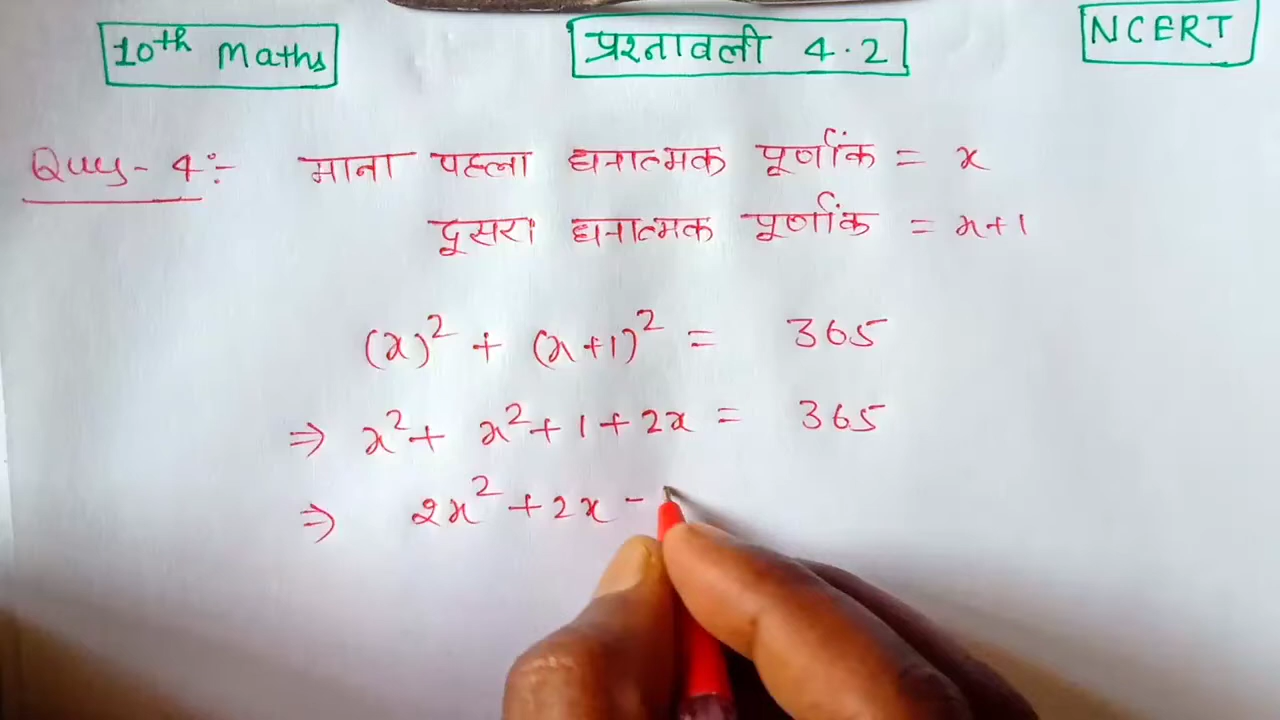 10th Maths
प्रश्नावली 4.2
NCERT
Ques- 4:- माना पहला धनात्मक पूर्णांक = x
दूसरा धनात्मक पूर्णांक = x+1
(x)² + (x+1)² = 365
⇒ x² + x² + 1 + 2x = 365
⇒ 2x² + 2x -